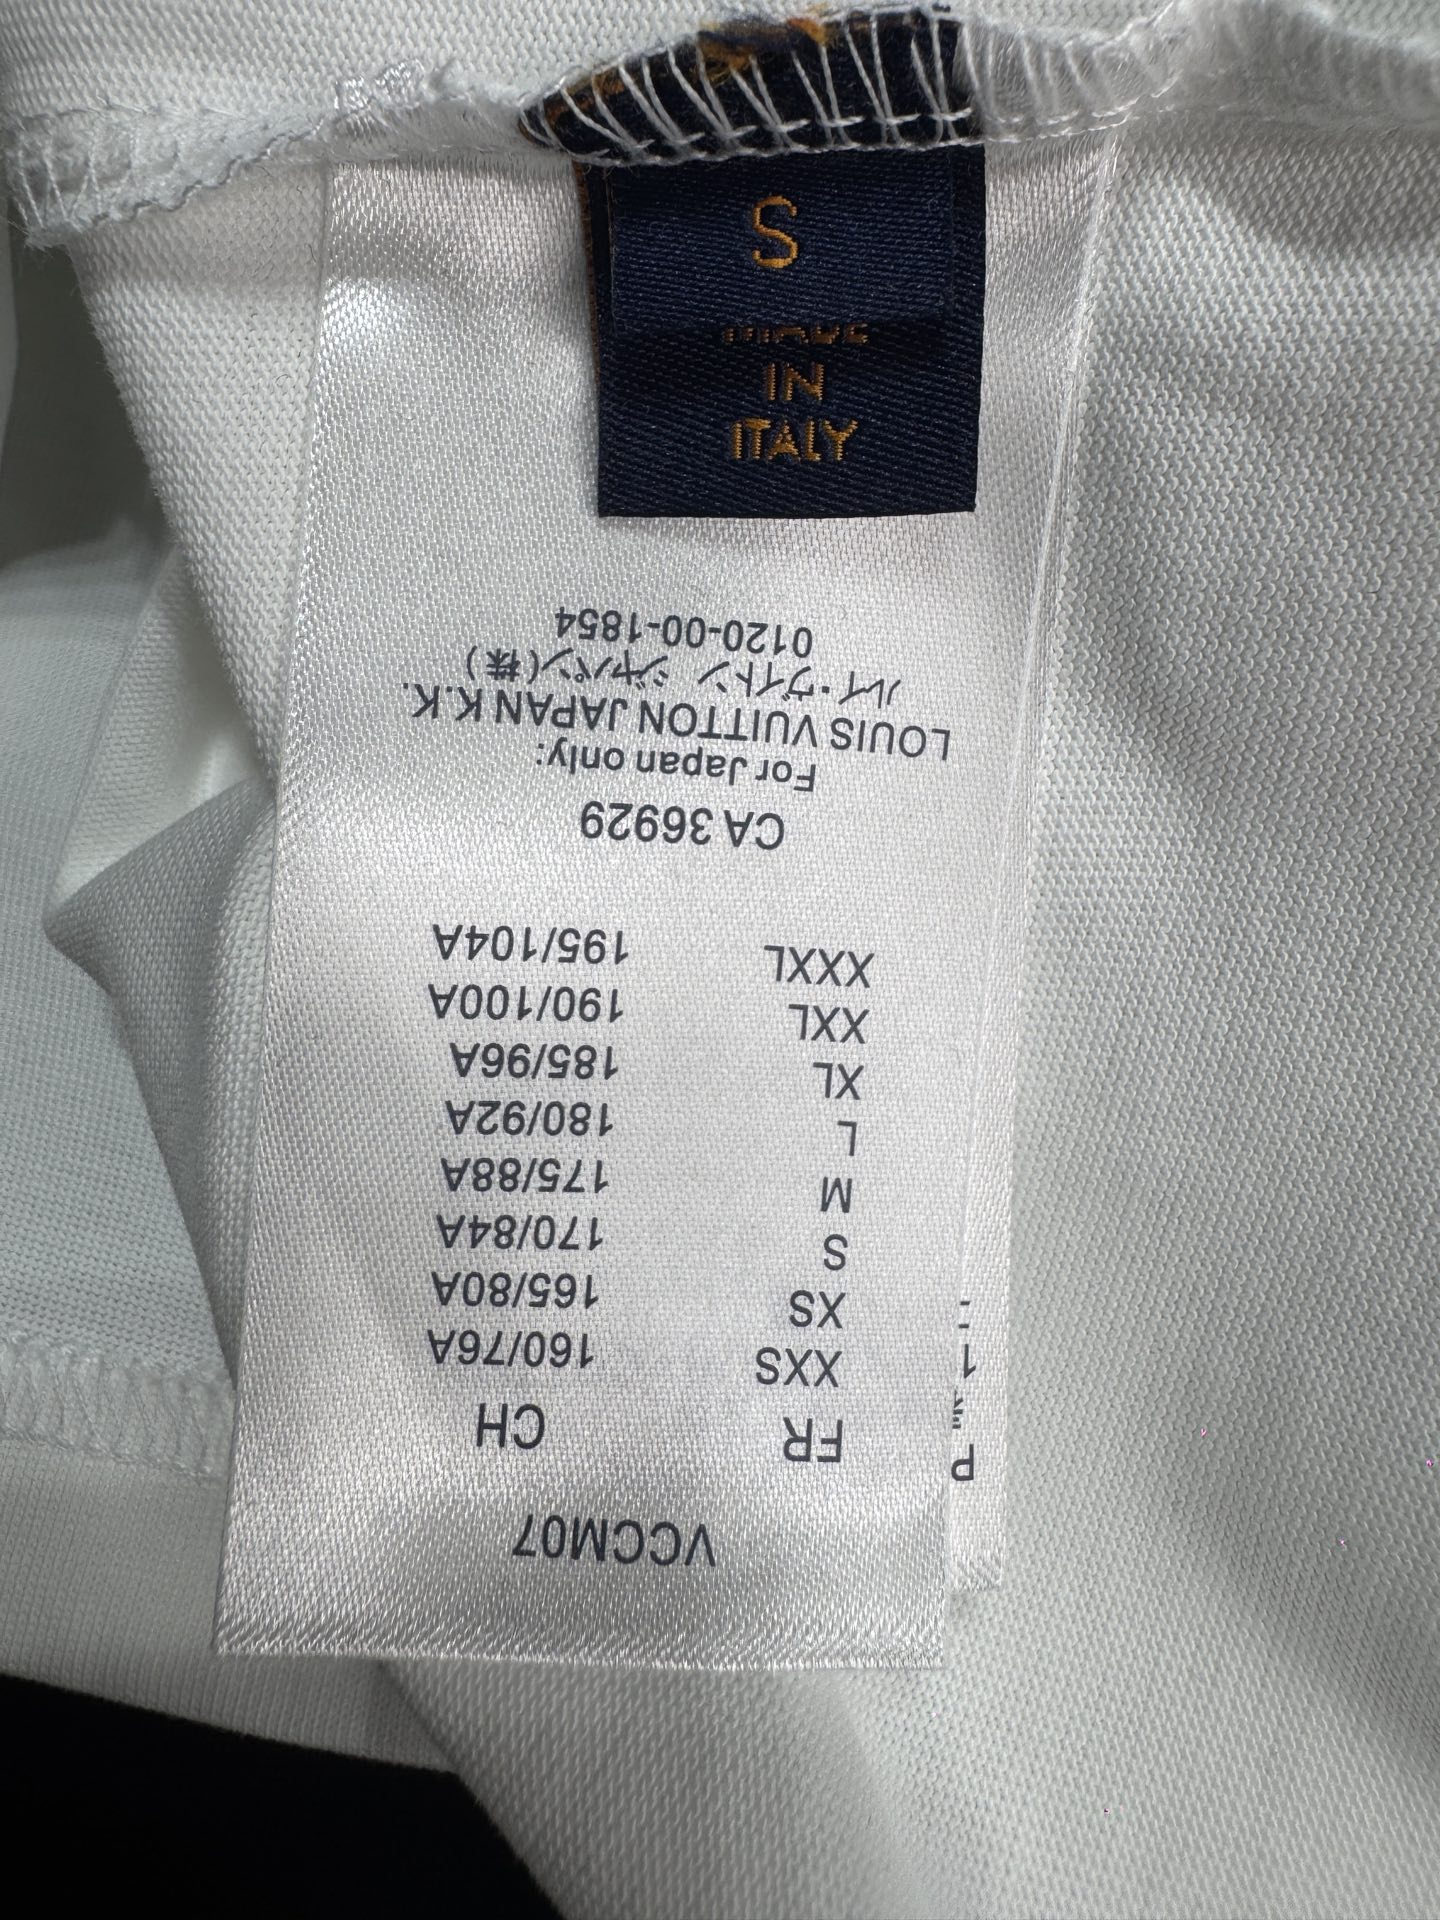 S
MADE
IN
ITALY
VCCM07
FR CH
XXS 160/76A
XS 165/80A
S 170/84A
M 175/88A
L 180/92A
XL 185/96A
XXL 190/100A
XXXL 195/104A
CA 36929
For Japan only:
LOUIS VUITTON JAPAN K.K.
ルイ・ヴィトン ジャパン(株)
0120-00-1854
P